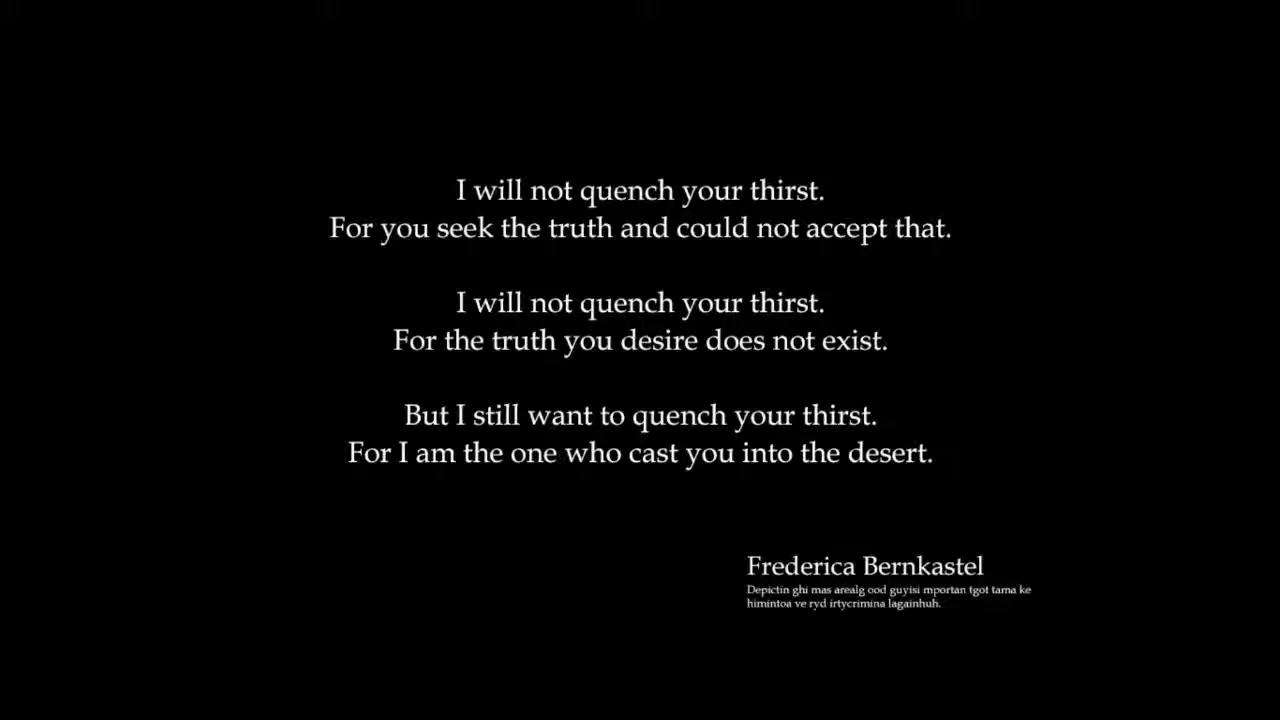 I will not quench your thirst.
For you seek the truth and could not accept that.
I will not quench your thirst.
For the truth you desire does not exist.
But I still want to quench your thirst.
For I am the one who cast you into the desert.
Frederica Bernkastel
Depictin ghi mas arealg ood guyisi mportan tgot tama ke
himintoa ve ryd irtycrimina lagainhuh.